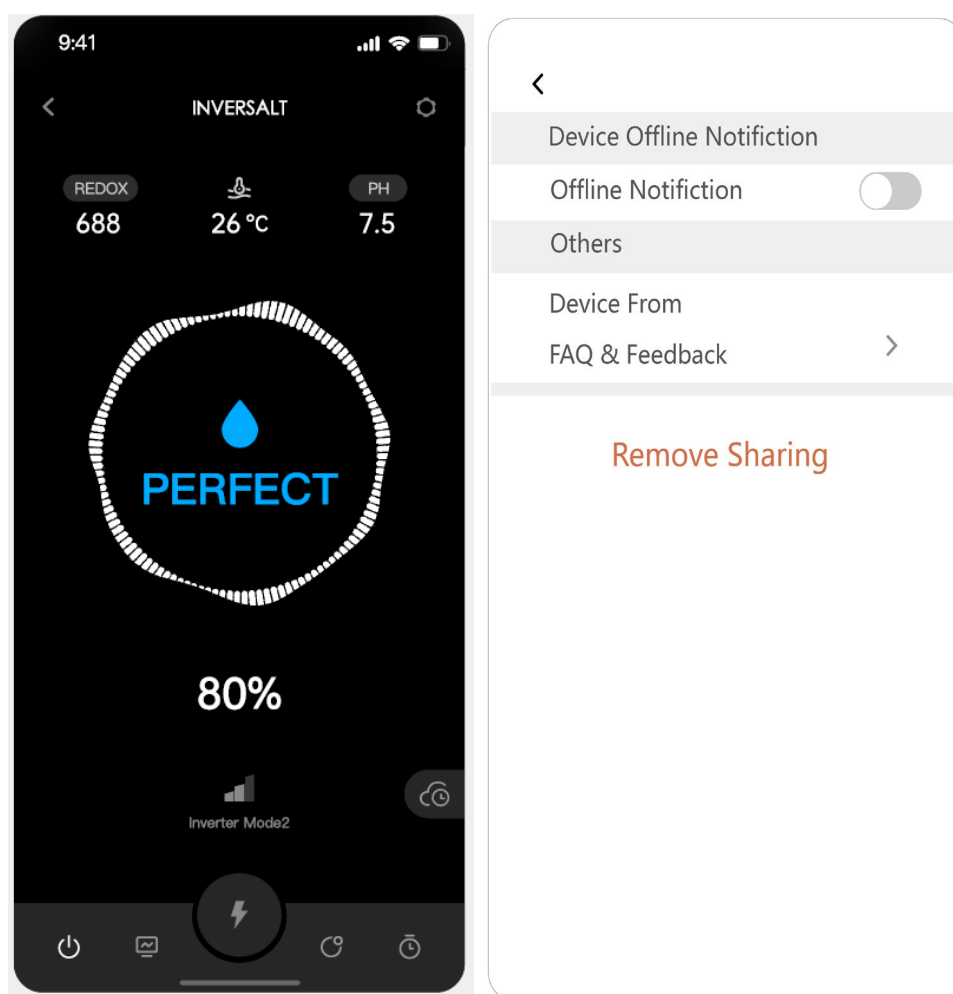 9:41
INVERSALT
REDOX PH
688 26 °C 7.5
PERFECT
80%
Inverter Mode2
Device Offline Notifiction
Offline Notifiction
Others
Device From
FAQ & Feedback
Remove Sharing